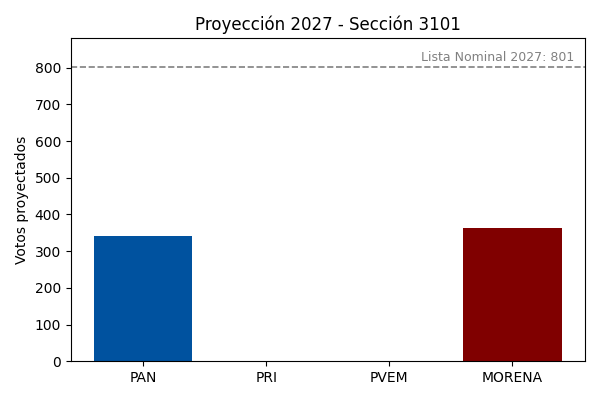 Proyección 2027 - Sección 3101
Lista Nominal 2027: 801
Votos proyectados
800
700
600
500
400
300
200
100
0
PAN
PRI
PVEM
MORENA